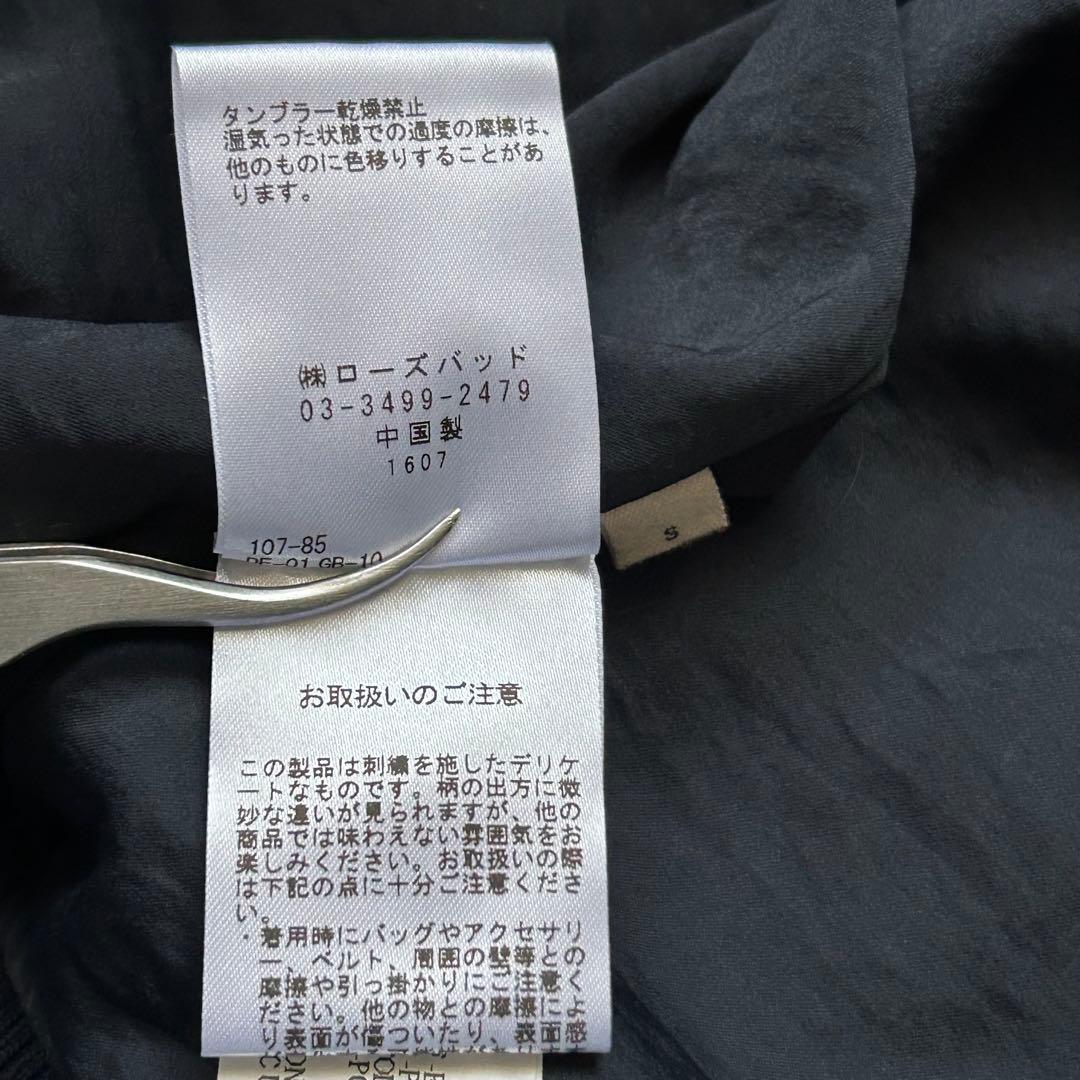 タンブラー乾燥禁止
湿気った状態での過度の摩擦は、
他のものに色移りすることがあ
ります。
㈱ローズバッド
03-3499-2479
中国製
1607
107-85
S
お取扱いのご注意
この製品は刺繍を施したデリケ
ートなものです。柄の出方に微
妙な違いが見られますが、他の
商品では味わえない雰囲気をお
楽しみください。お取扱いの際
は下記の点に十分ご注意くださ
い。
・着用時にバッグやアクセサリ
ー、ベルト、周囲の壁等との
摩擦や引っ掛かりにご注意く
ださい。他の物との摩擦によ
り表面が傷ついたり、表面感